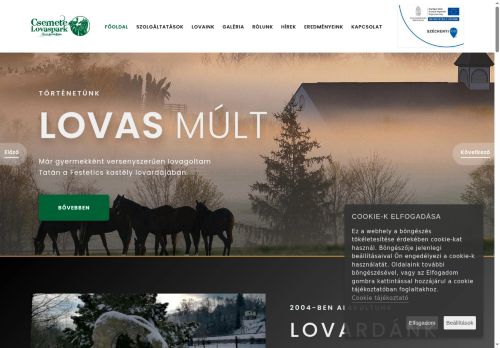 Csemete
Lovaspark
FŐOLDAL SZOLGÁLTATÁSOK LOVAINK GALÉRIA RÓLUNK HÍREK EREDMÉNYEINK KAPCSOLAT
SZÉCHENYI
TÖRTÉNETÜNK
LOVAS MÚLT
Előző
Következő
Már gyermekként versenyszerűen lovagoltam
Tatán a Festetics kastély lovardájában.
BŐVEBBEN
COOKIE-K ELFOGADÁSA
Ez a webhely a böngészés
tökéletesítése érdekében cookie-kat
használ. Böngészője jelenlegi
beállításaival Ön engedélyezi a cookie-k
használatát. Oldalaink további
böngészésével, vagy az Elfogadom
gombra kattintással hozzájárul a cookie
tájékoztatóban foglaltakhoz.
Cookie tájékoztató
Elfogadom Beállítások
2004-BEN ALAKULTUNK
LOVARDÁNK